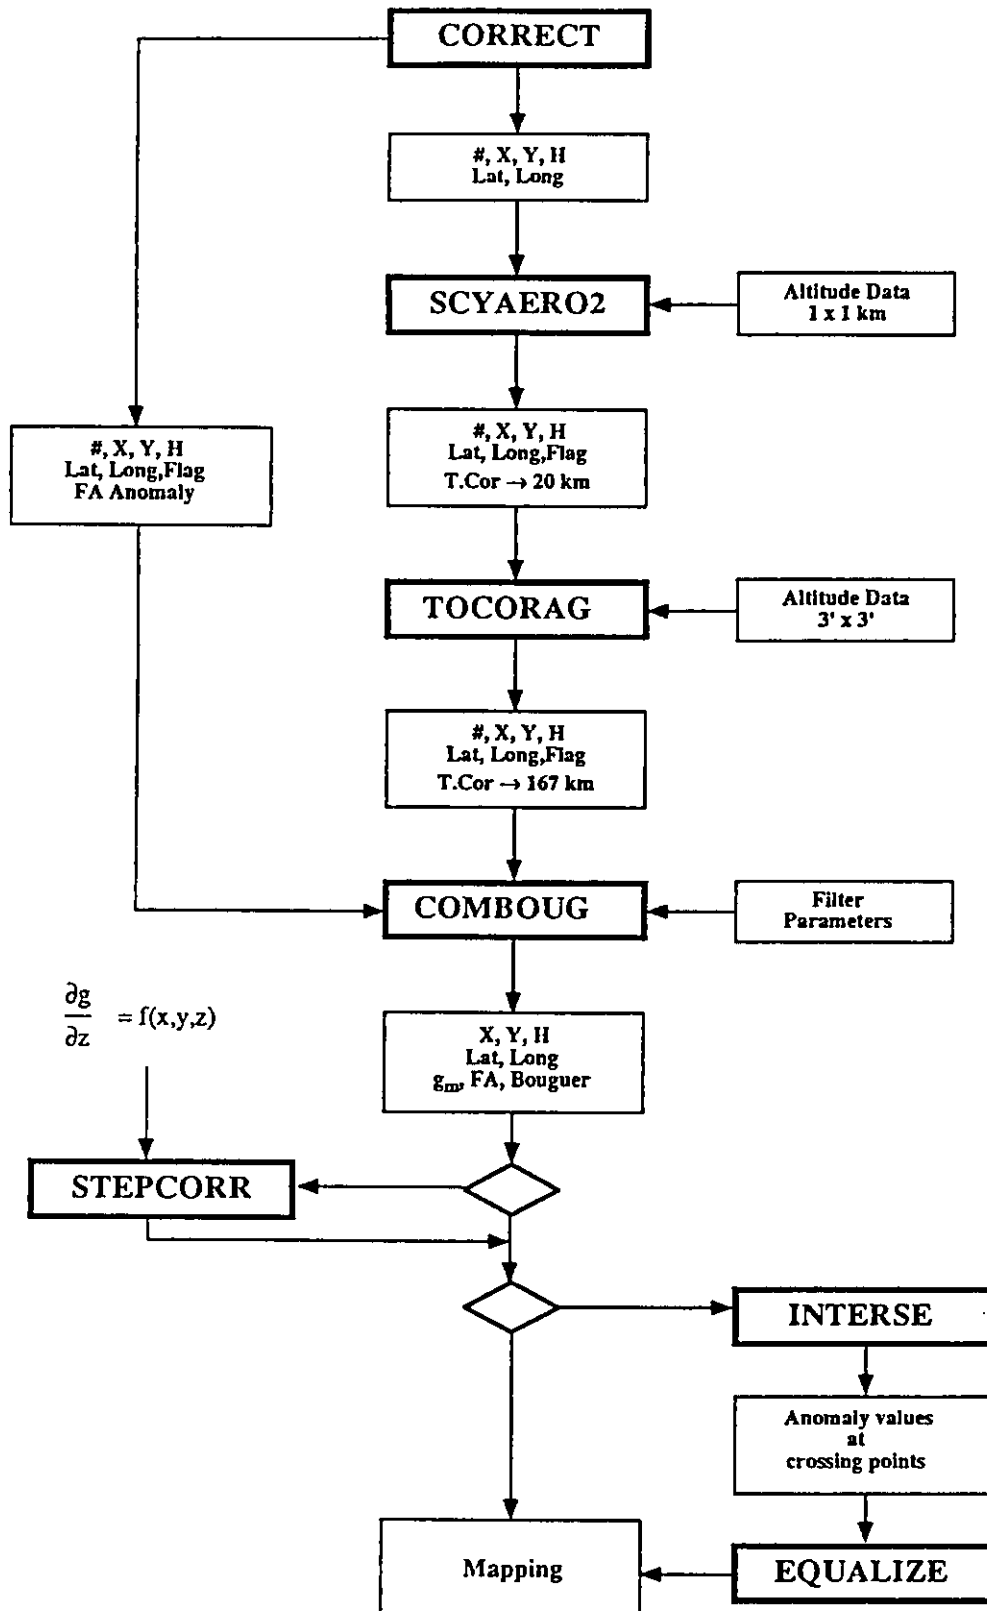 CORRECT
#, X, Y, H
Lat, Long
SCYAERO2
Altitude Data
1 x 1 km
#, X, Y, H
Lat, Long,Flag
FA Anomaly
#, X, Y, H
Lat, Long,Flag
T.Cor → 20 km
TOCORAG
Altitude Data
3' x 3'
#, X, Y, H
Lat, Long,Flag
T.Cor → 167 km
COMBOUG
Filter
Parameters
∂g
∂z
= f(x,y,z)
X, Y, H
Lat, Long
gm, FA, Bouguer
STEPCORR
INTERSE
Anomaly values
at
crossing points
Mapping
EQUALIZE